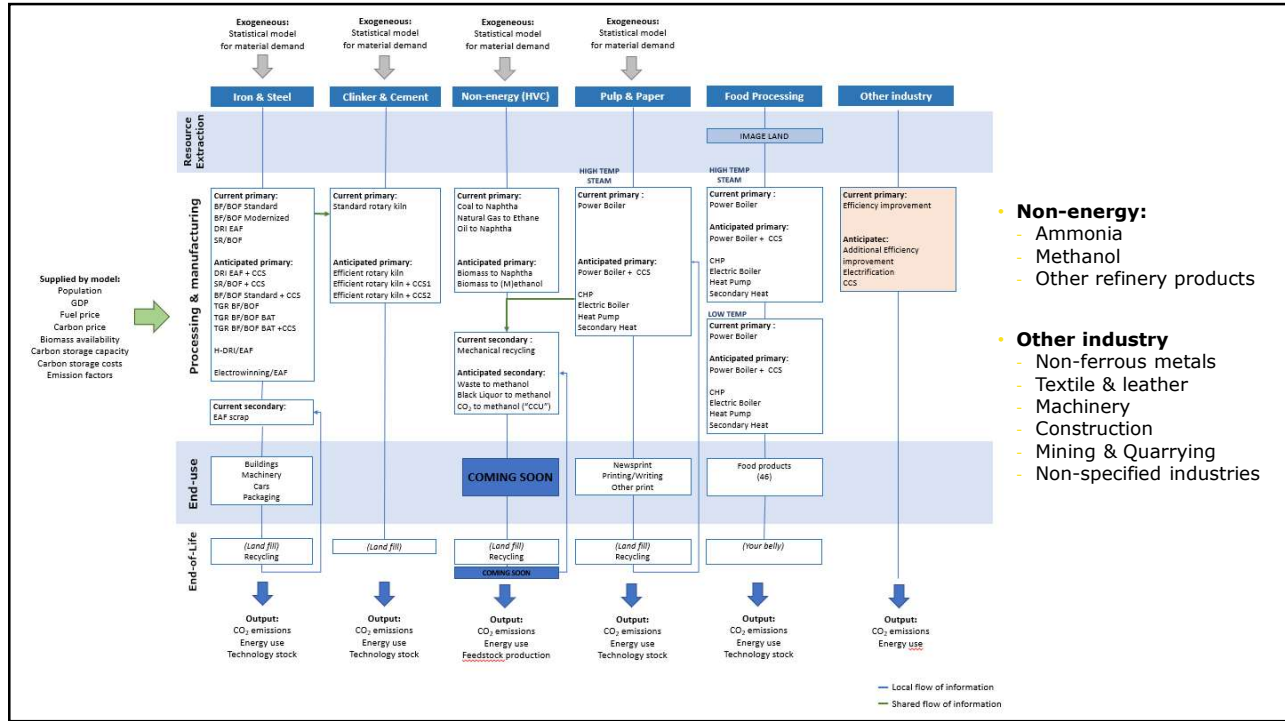 Exogeneous:
Statistical model
for material demand
Exogeneous:
Statistical model
for material demand
Exogeneous:
Statistical model
for material demand
Exogeneous:
Statistical model
for material demand
Iron & Steel
Clinker & Cement
Non-energy (HVC)
Pulp & Paper
Food Processing
Other industry
Resource
Extraction
IMAGE LAND
Processing & manufacturing
Supplied by model:
Population
GDP
Fuel price
Carbon price
Biomass availability
Carbon storage capacity
Carbon storage costs
Emission factors
Current primary:
BF/BOF Standard
BF/BOF Modernized
DRI EAF
SR/BOF
Anticipated primary:
DRI EAF + CCS
SR/BOF + CCS
BF/BOF Standard + CCS
TGR BF/BOF
TGR BF/BOF BAT
TGR BF/BOF BAT +CCS
H-DRI/EAF
Electrowinning/EAF
Current secondary:
EAF scrap
Current primary:
Standard rotary kiln
Anticipated primary:
Efficient rotary kiln
Efficient rotary kiln + CCS1
Efficient rotary kiln + CCS2
Current primary:
Coal to Naphtha
Natural Gas to Ethane
Oil to Naphtha
Anticipated primary:
Biomass to Naphtha
Biomass to (M)ethanol
Current secondary :
Mechanical recycling
Anticipated secondary:
Waste to methanol
Black Liquor to methanol
CO2 to methanol ("CCU")
HIGH TEMP
STEAM
Current primary :
Power Boiler
Anticipated primary:
Power Boiler + CCS
CHP
Electric Boiler
Heat Pump
Secondary Heat
HIGH TEMP
STEAM
Current primary :
Power Boiler
Anticipated primary:
Power Boiler + CCS
CHP
Electric Boiler
Heat Pump
Secondary Heat
LOW TEMP
Current primary :
Power Boiler
Anticipated primary:
Power Boiler + CCS
CHP
Electric Boiler
Heat Pump
Secondary Heat
Current primary:
Efficiency improvement
Anticipatec:
Additional Efficiency
improvement
Electrification
CCS
End-use
Buildings
Machinery
Cars
Packaging
COMING SOON
Newsprint
Printing/Writing
Other print
Food products
(46)
End-of-Life
(Land fill)
Recycling
(Land fill)
(Land fill)
Recycling
COMING SOON
(Land fill)
Recycling
(Your belly)
Output:
CO2 emissions
Energy use
Technology stock
Output:
CO2 emissions
Energy use
Technology stock
Output:
CO2 emissions
Energy use
Feedstock production
Output:
CO2 emissions
Energy use
Technology stock
Output:
CO2 emissions
Energy use
Technology stock
Output:
CO2 emissions
Energy use
Local flow of information
Shared flow of information
• Non-energy:
- Ammonia
- Methanol
- Other refinery products
• Other industry
- Non-ferrous metals
- Textile & leather
- Machinery
- Construction
- Mining & Quarrying
- Non-specified industries